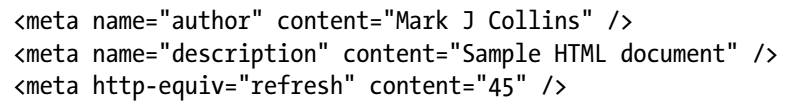 <meta name="author" content="Mark J Collins" />
<meta name="description" content="Sample HTML document" />
<meta http-equiv="refresh" content="45" />